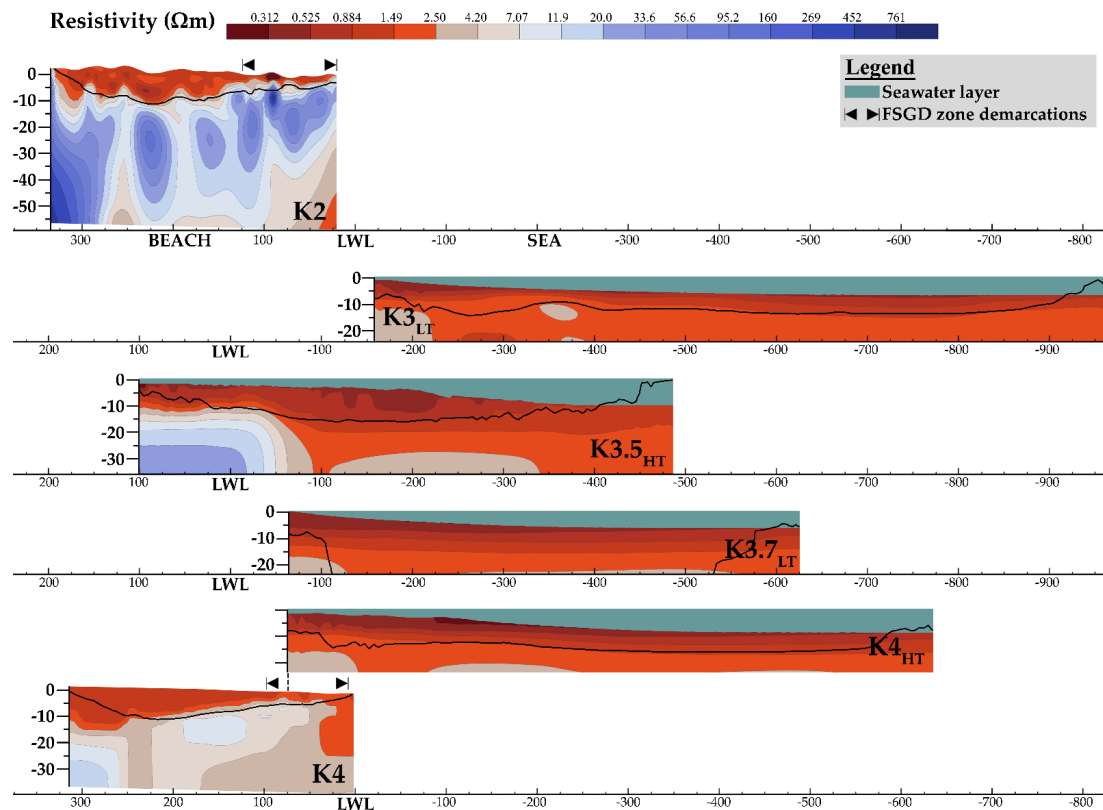 Resistivity (Ωm)
0.312 0.525 0.884 1.49 2.50 4.20 7.07 11.9 20.0 33.6 56.6 95.2 160 269 452 761
Legend
Seawater layer
FSGD zone demarcations
0
-10
-20
-30
-40
-50
K2
300 BEACH 100 LWL -100 SEA -300 -400 -500 -600 -700 -800
0
-10
-20
K3LT
200 100 LWL -100 -200 -300 -400 -500 -600 -700 -800 -900
0
-10
-20
-30
K3.5HT
200 100 LWL -100 -200 -300 -400 -500 -600 -700 -800 -900
0
-10
-20
K3.7LT
200 100 LWL -100 -200 -300 -400 -500 -600 -700 -800 -900
K4HT
0
-10
-20
-30
K4
300 200 100 LWL -100 -200 -300 -400 -500 -600 -700 -800